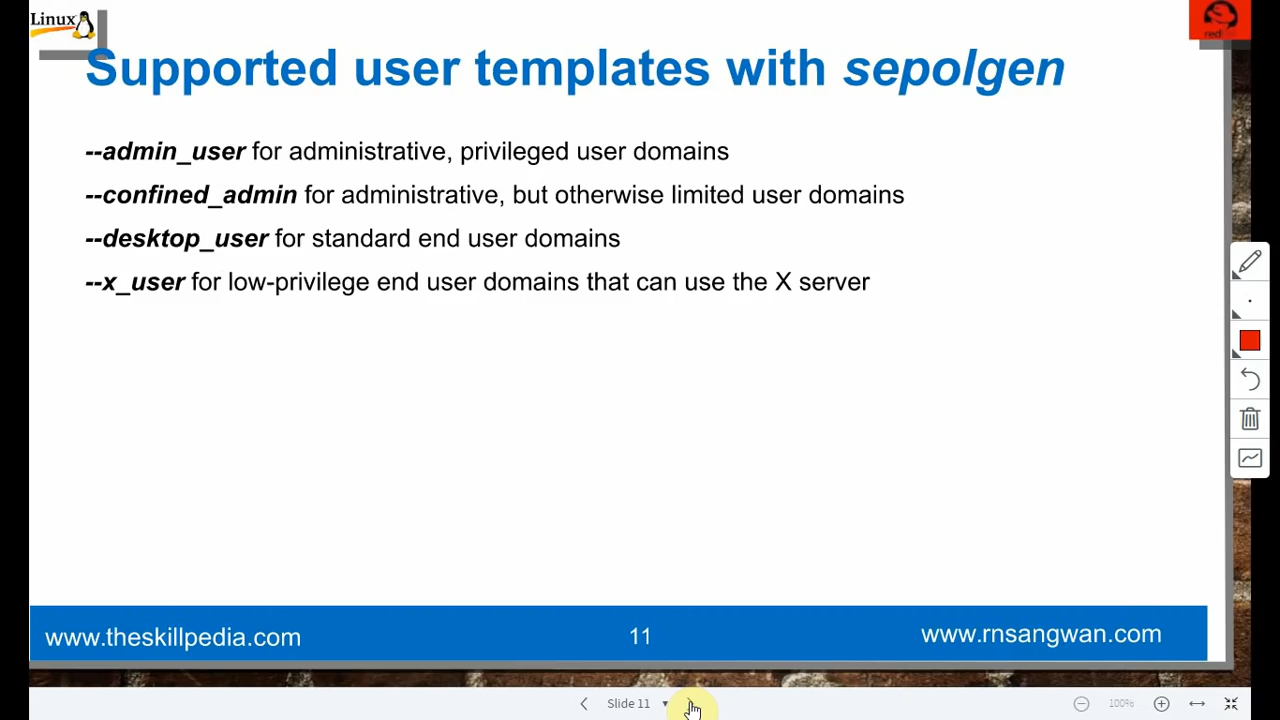 Linux
red
Supported user templates with sepolgen
--admin_user for administrative, privileged user domains
--confined_admin for administrative, but otherwise limited user domains
--desktop_user for standard end user domains
--x_user for low-privilege end user domains that can use the X server
www.theskillpedia.com
11
www.rnsangwan.com
Slide 11
100%